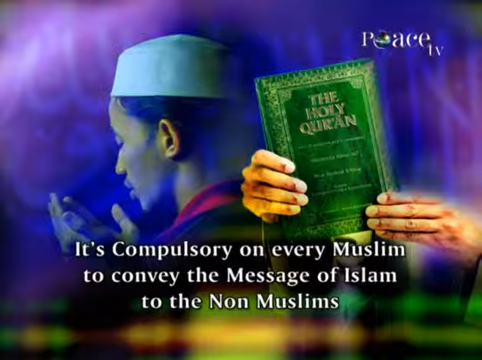 Peace TV
THE
HOLY
QUR'AN
It's Compulsory on every Muslim
to convey the Message of Islam
to the Non Muslims